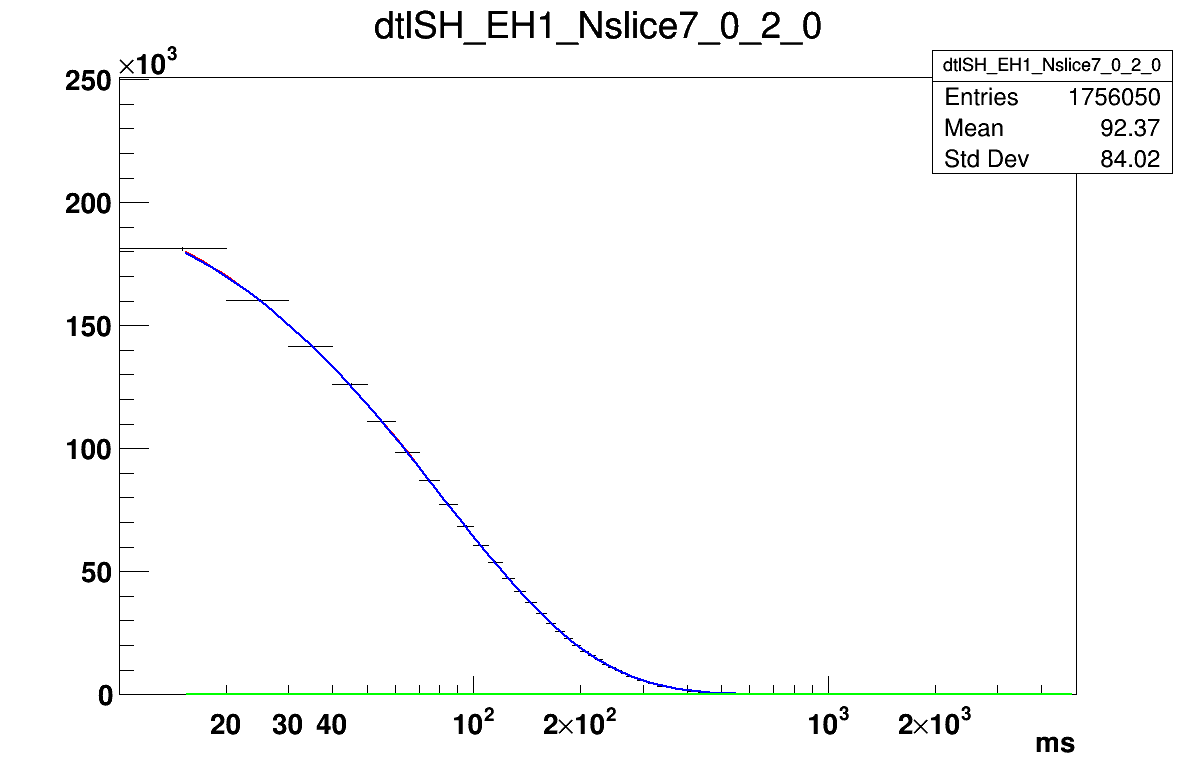 dtlSH_EH1_Nslice7_0_2_0
×10³
dtlSH_EH1_Nslice7_0_2_0
Entries 1756050
Mean 92.37
Std Dev 84.02
250
200
150
100
50
0
20 30 40 10² 2×10² 10³ 2×10³
ms